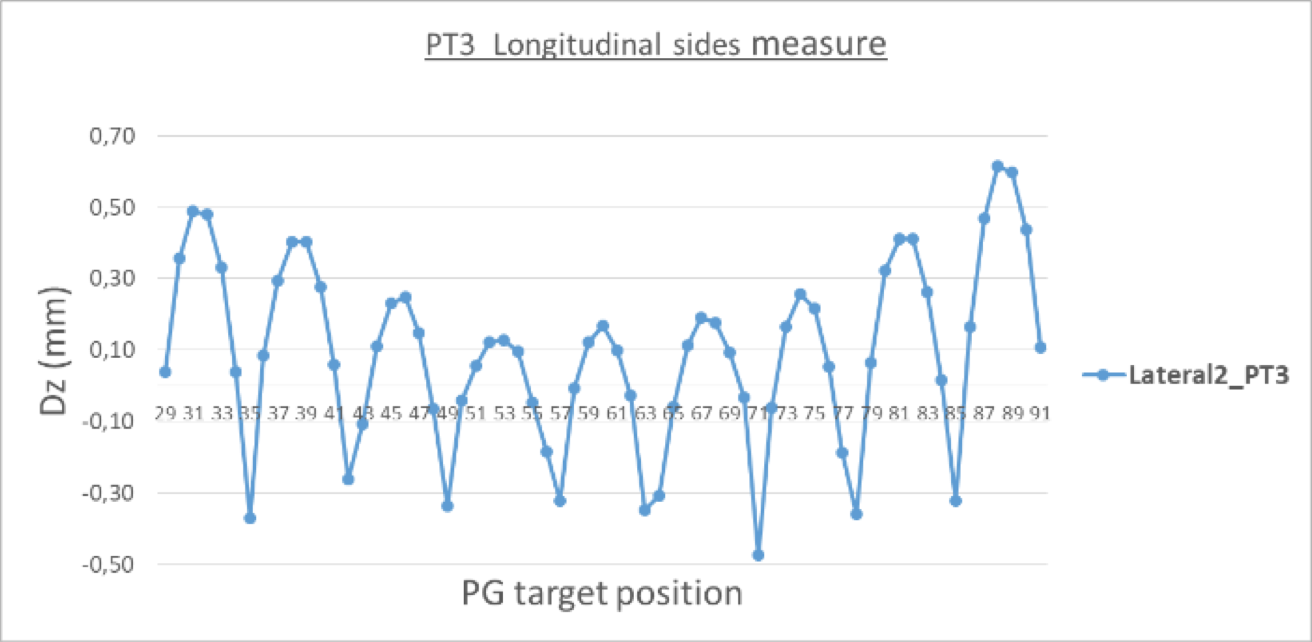 PT3 Longitudinal sides measure
0,70
0,50
0,30
0,10
-0,10
-0,30
-0,50
Dz (mm)
29 31 33 35 37 39 41 43 45 47 49 51 53 55 57 59 61 63 65 67 69 71 73 75 77 79 81 83 85 87 89 91
Lateral2_PT3
PG target position